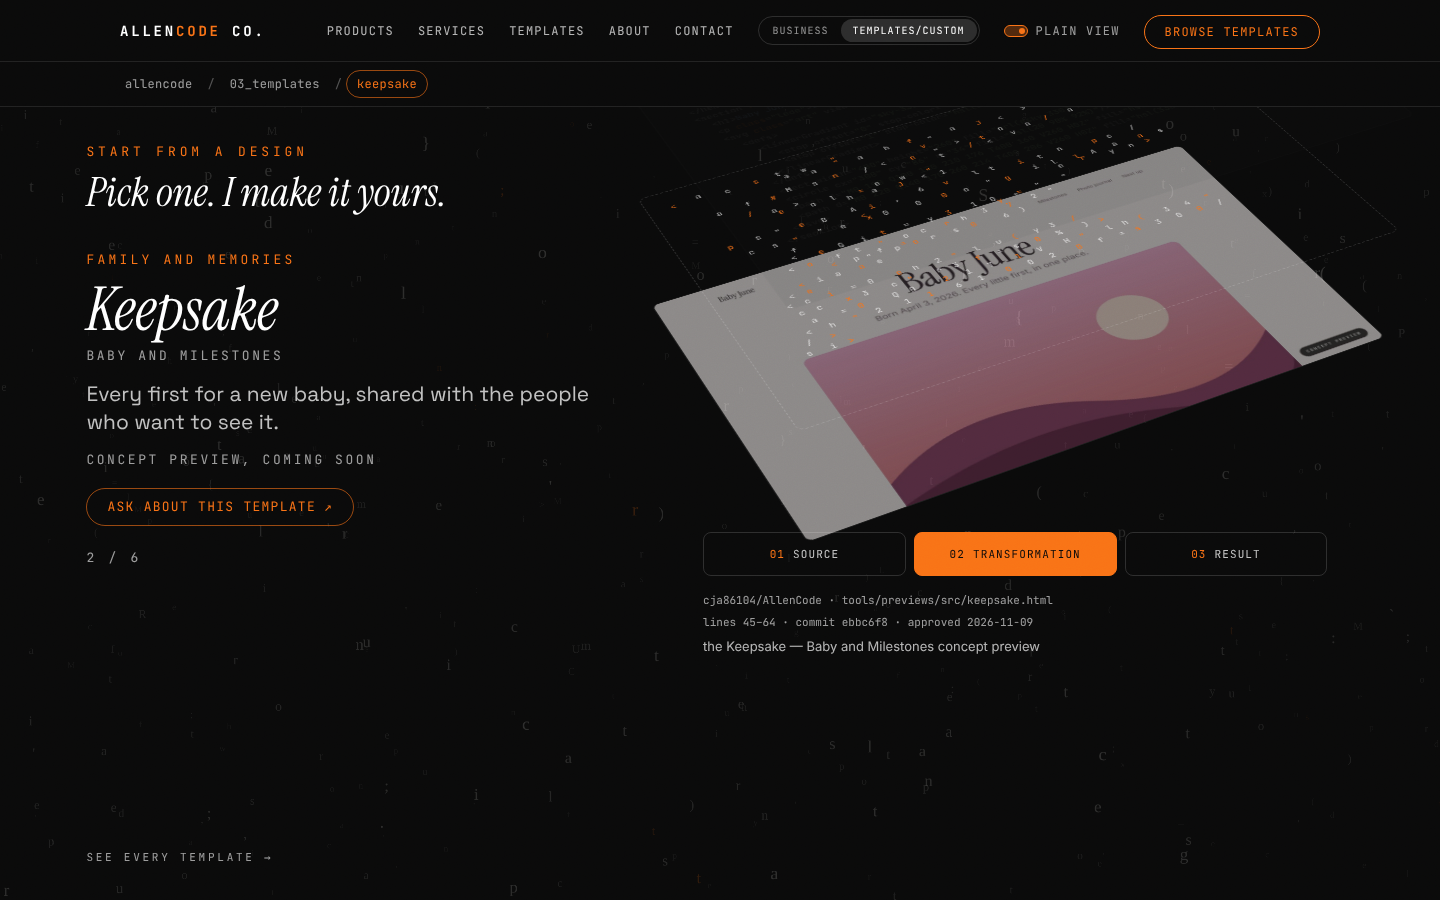 ALLENCODE CO.
PRODUCTS
SERVICES
TEMPLATES
ABOUT
CONTACT
BUSINESS
TEMPLATES/CUSTOM
PLAIN VIEW
BROWSE TEMPLATES
allencode / 03_templates / keepsake
START FROM A DESIGN
Pick one. I make it yours.
FAMILY AND MEMORIES
Keepsake
BABY AND MILESTONES
Every first for a new baby, shared with the people
who want to see it.
CONCEPT PREVIEW, COMING SOON
ASK ABOUT THIS TEMPLATE ↗
2 / 6
SEE EVERY TEMPLATE →
Baby June
Baby June
Born April 3, 2026. Every little first, in one place.
CONCEPT PREVIEW
01 SOURCE
02 TRANSFORMATION
03 RESULT
cja86104/AllenCode · tools/previews/src/keepsake.html
lines 45–64 · commit ebbc6f8 · approved 2026-11-09
the Keepsake — Baby and Milestones concept preview